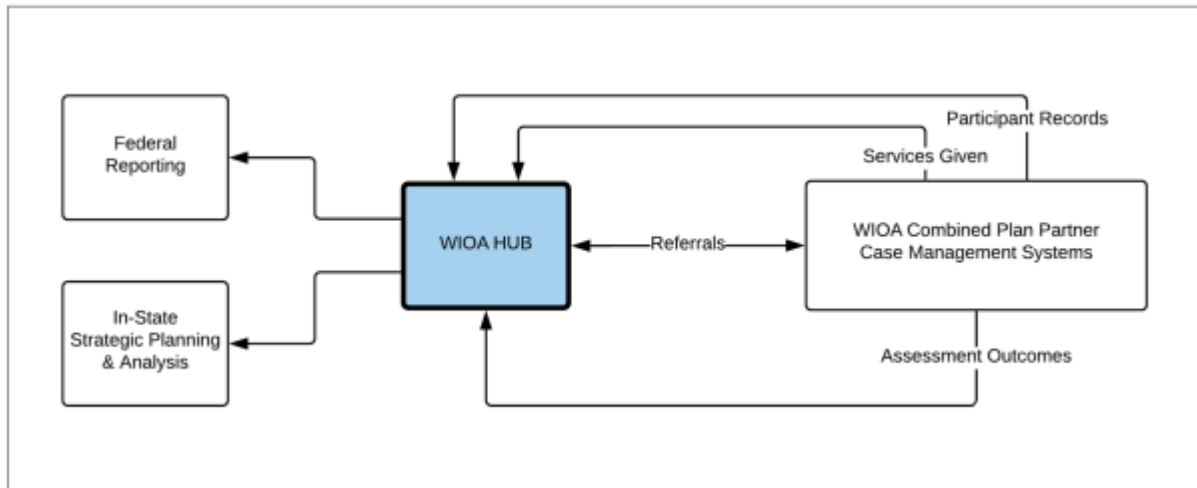 Participant Records
Federal
Reporting
Services Given
WIOA HUB
Referrals
WIOA Combined Plan Partner
Case Management Systems
In-State
Strategic Planning
& Analysis
Assessment Outcomes